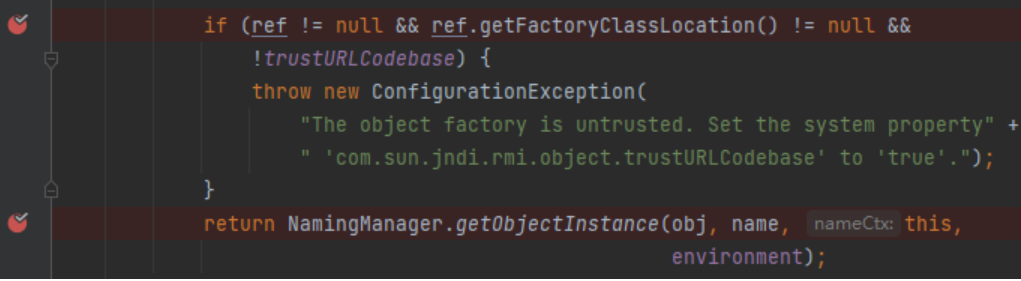 if (ref != null && ref.getFactoryClassLocation() != null &&
!trustURLCodebase) {
throw new ConfigurationException(
"The object factory is untrusted. Set the system property" +
" 'com.sun.jndi.rmi.object.trustURLCodebase' to 'true'.");
}
return NamingManager.getObjectInstance(obj, name, nameCtx: this,
environment);